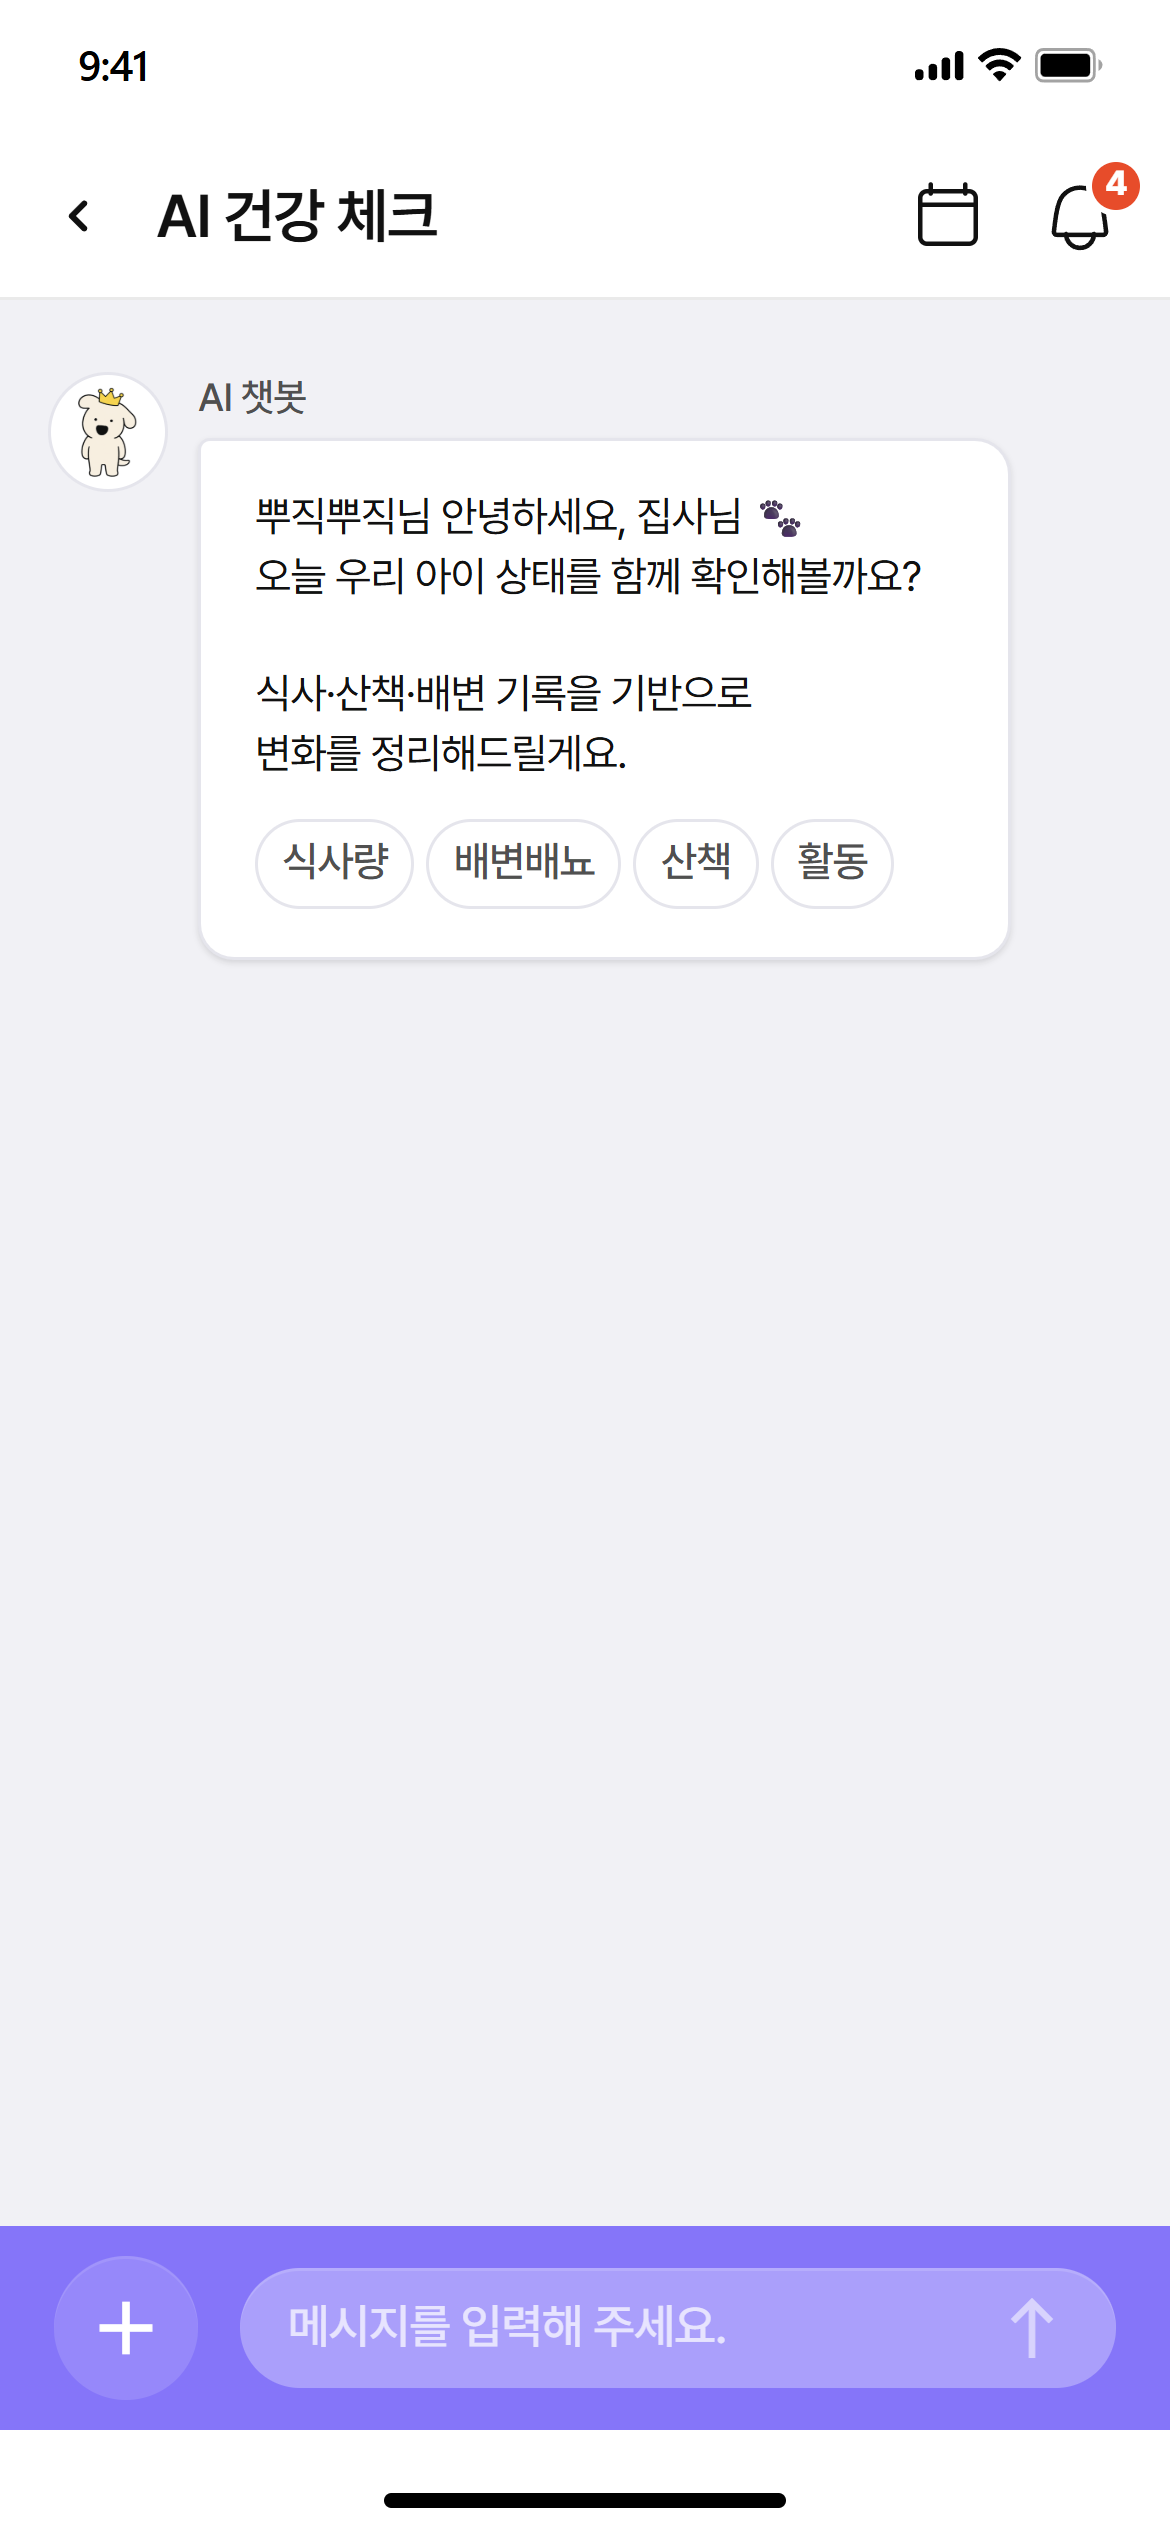 9:41
AI 건강 체크
4
AI 챗봇
뿌직뿌직님 안녕하세요, 집사님 🐾
오늘 우리 아이 상태를 함께 확인해볼까요?
식사·산책·배변 기록을 기반으로
변화를 정리해드릴게요.
식사량
배변배뇨
산책
활동
메시지를 입력해 주세요.